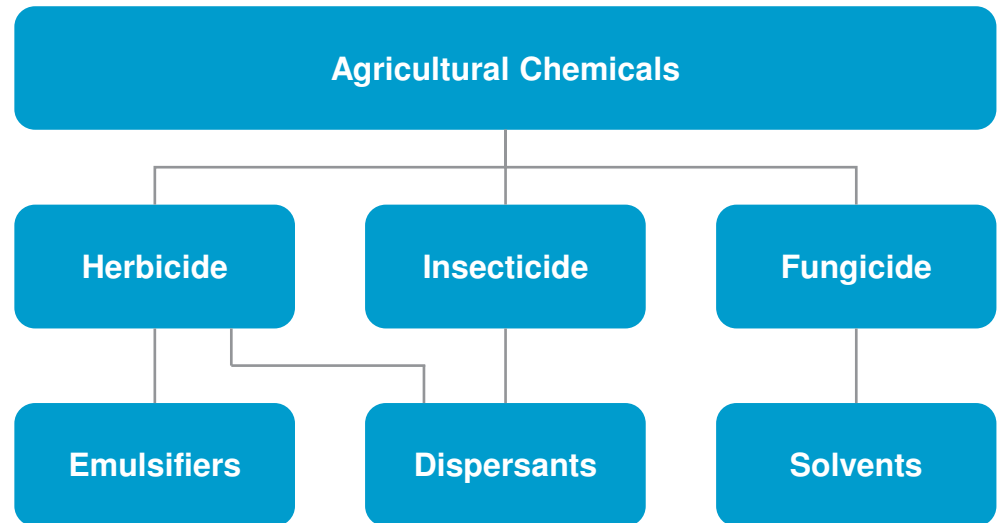 Agricultural Chemicals
Herbicide
Insecticide
Fungicide
Emulsifiers
Dispersants
Solvents